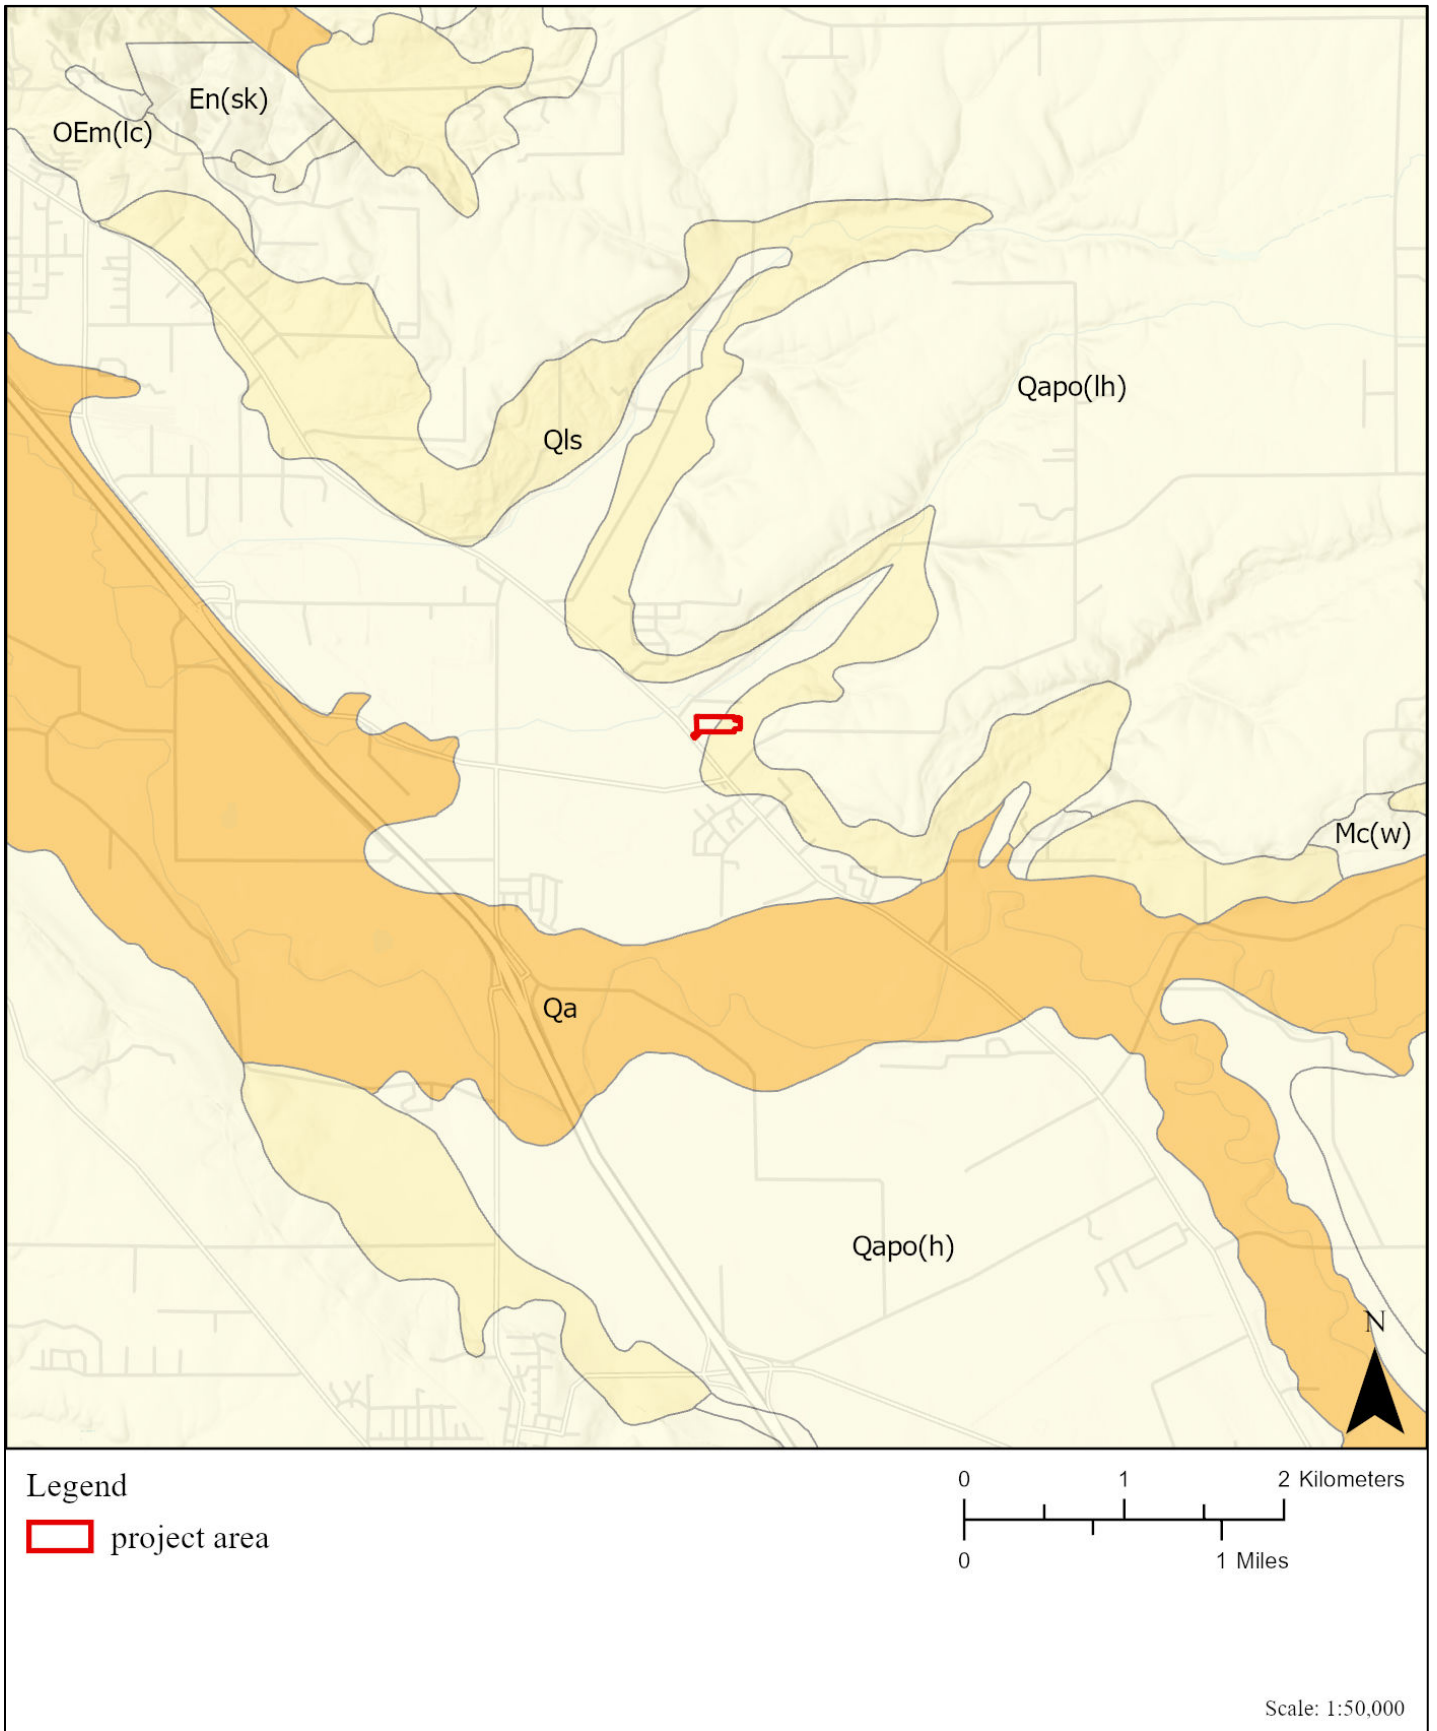 En(sk)
OEm(lc)
Qapo(lh)
Qls
Mc(w)
Qa
Qapo(h)
N
Legend
project area
0 1 2 Kilometers
0 1 Miles
Scale: 1:50,000